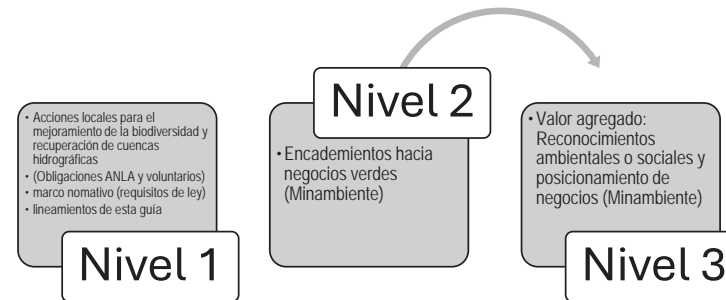 • Acciones locales para el
mejoramiento de la biodiversidad y
recuperación de cuencas
hidrográficas
• (Obligaciones ANLA y voluntarios)
• marco nomativo (requisitos de ley)
• lineamientos de esta guía
Nivel 1
Nivel 2
• Encademientos hacia
negocios verdes
(Minambiente)
• Valor agregado:
Reconocimientos
ambientales o sociales y
posicionamiento de
negocios (Minambiente)
Nivel 3